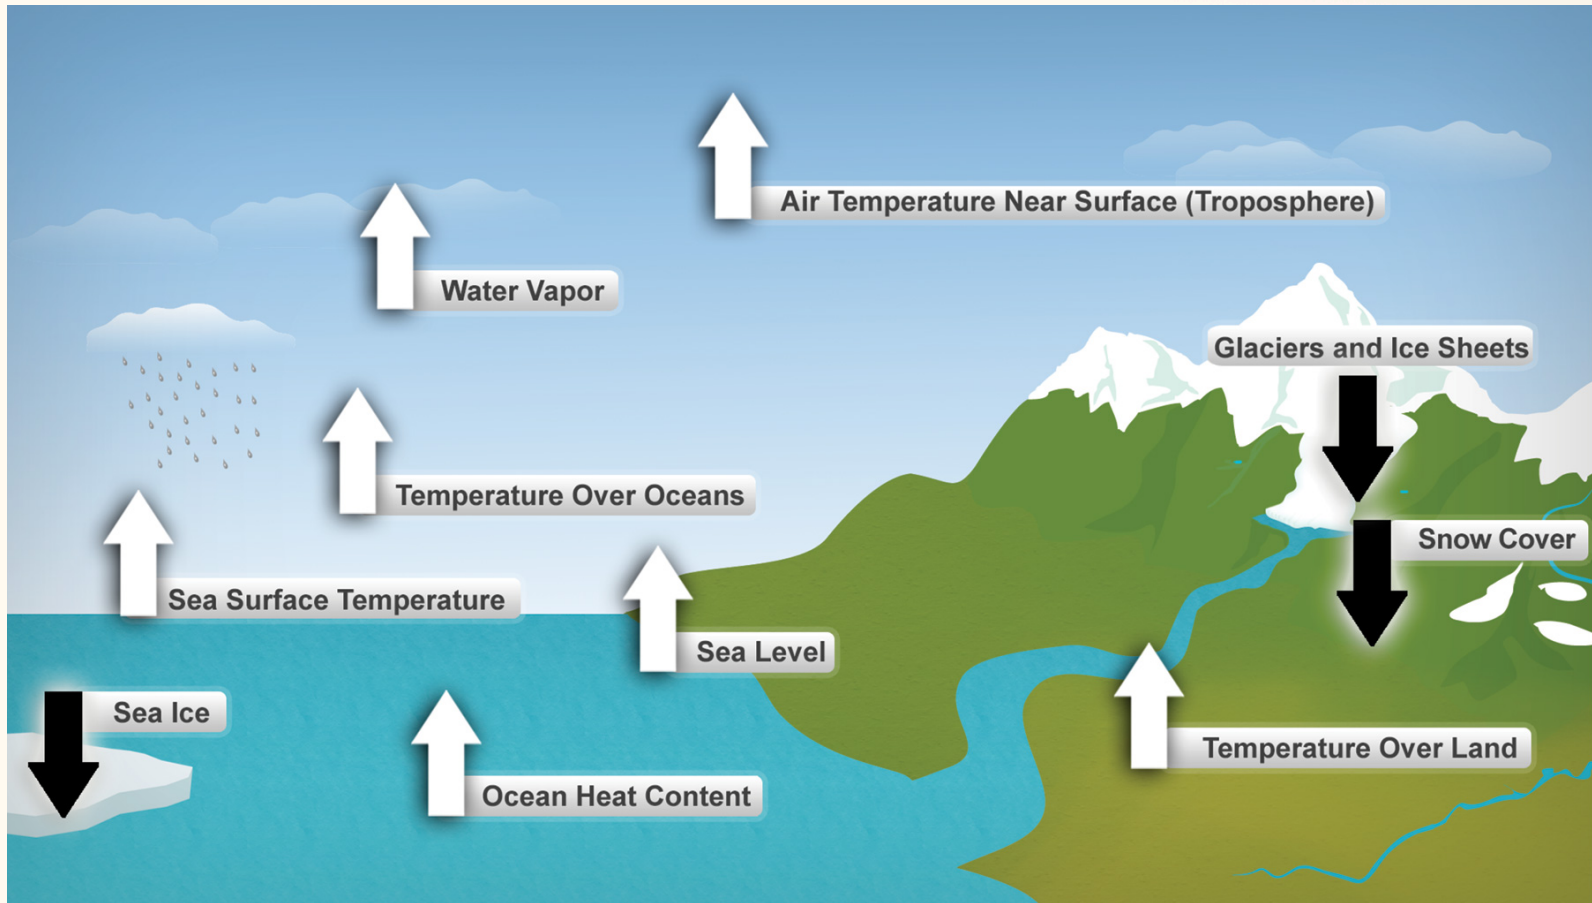 Air Temperature Near Surface (Troposphere)
Water Vapor
Glaciers and Ice Sheets
Temperature Over Oceans
Snow Cover
Sea Surface Temperature
Sea Level
Sea Ice
Temperature Over Land
Ocean Heat Content